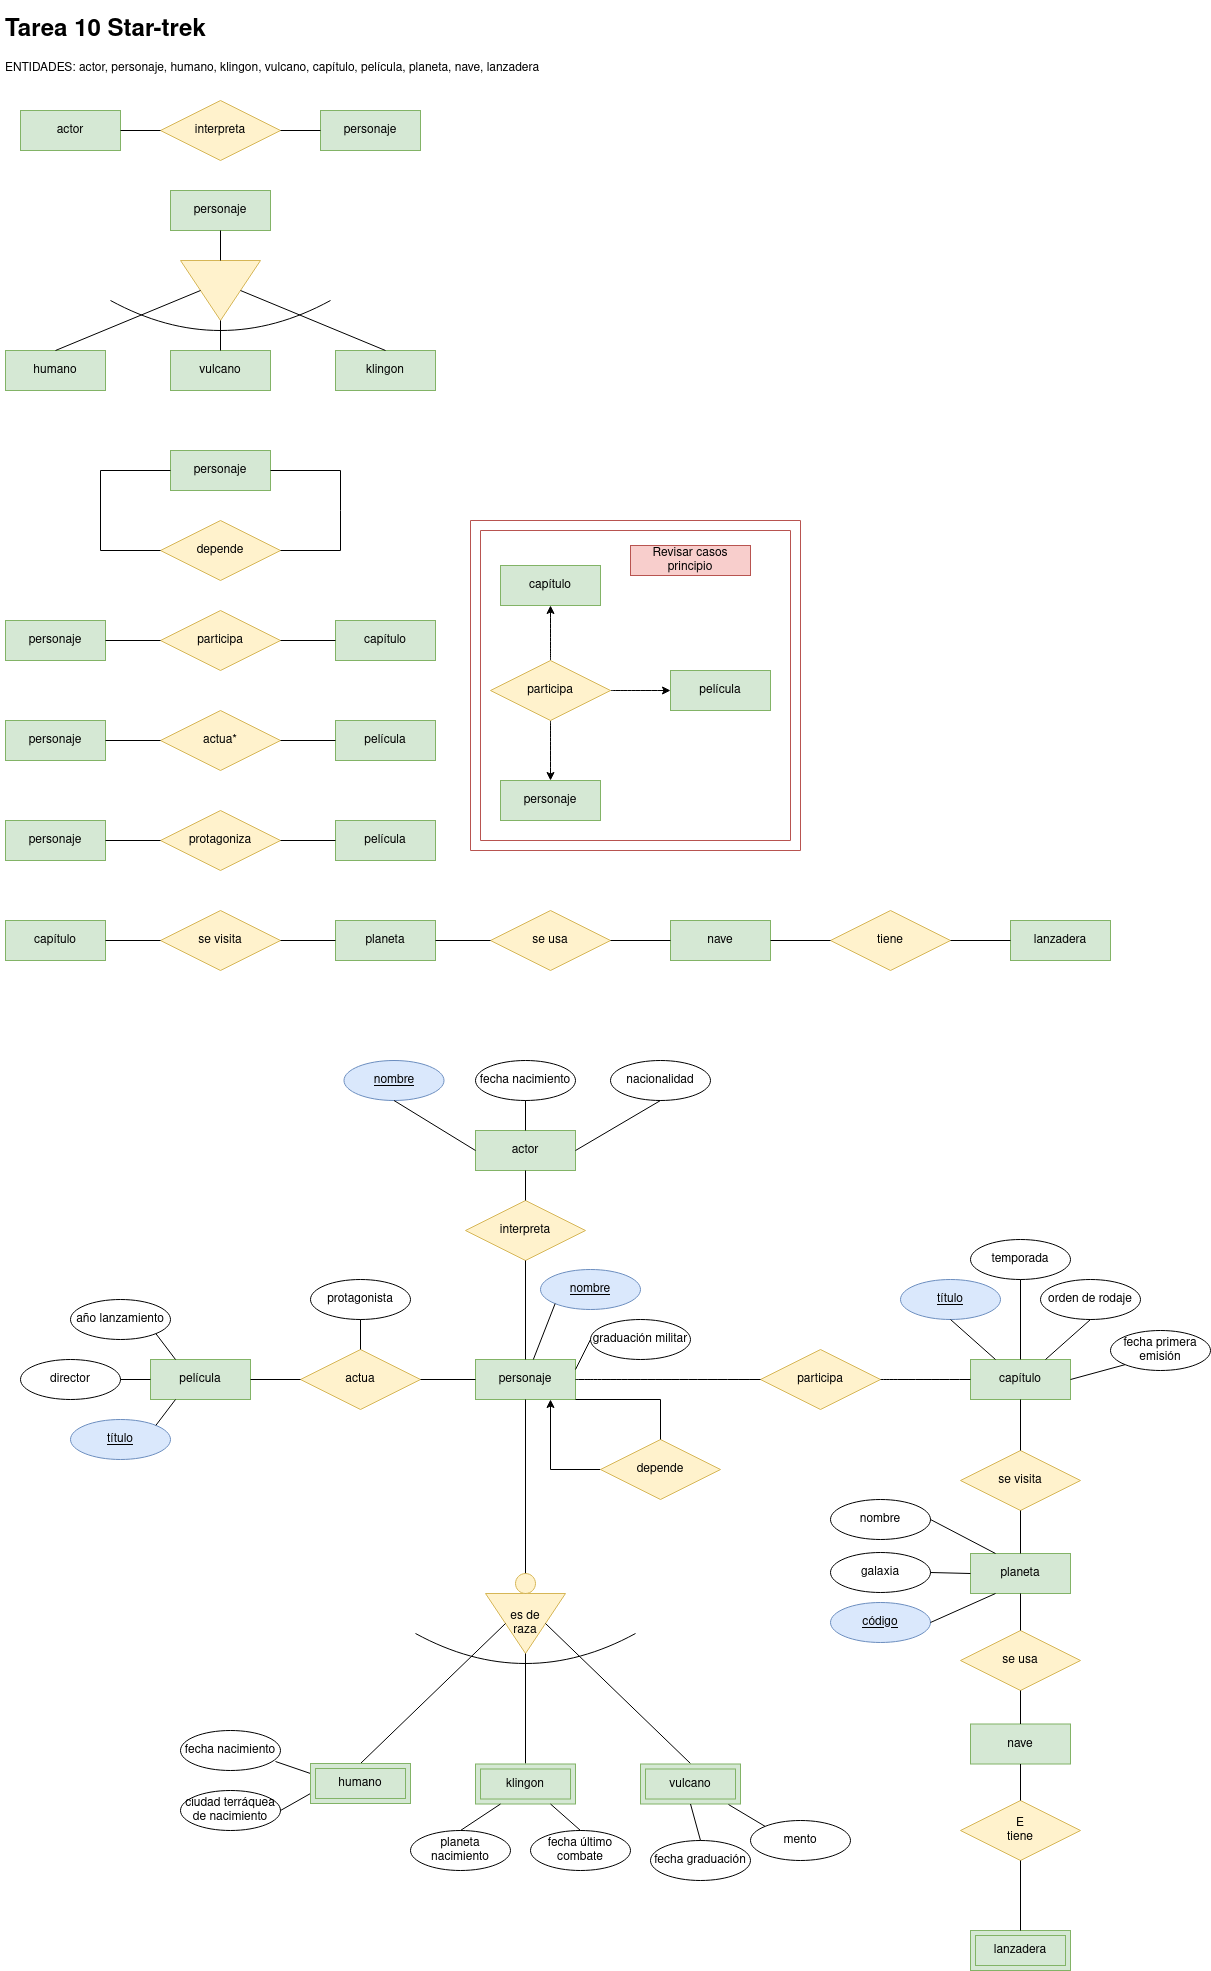 Tarea 10 Star-trek
ENTIDADES: actor, personaje, humano, klingon, vulcano, capítulo, película, planeta, nave, lanzadera
actor
interpreta
personaje
personaje
humano
vulcano
klingon
personaje
depende
Revisar casos
principio
capítulo
participa
película
personaje
personaje
participa
capítulo
personaje
actua*
película
personaje
protagoniza
película
capítulo
se visita
planeta
se usa
nave
tiene
lanzadera
nombre
fecha nacimiento
nacionalidad
actor
interpreta
nombre
graduación militar
protagonista
año lanzamiento
director
título
película
actua
personaje
participa
capítulo
temporada
título
orden de rodaje
fecha primera
emisión
depende
se visita
nombre
galaxia
código
planeta
es de
raza
se usa
nave
fecha nacimiento
ciudad terráquea
de nacimiento
humano
klingon
vulcano
planeta
nacimiento
fecha último
combate
fecha graduación
mento
E
tiene
lanzadera